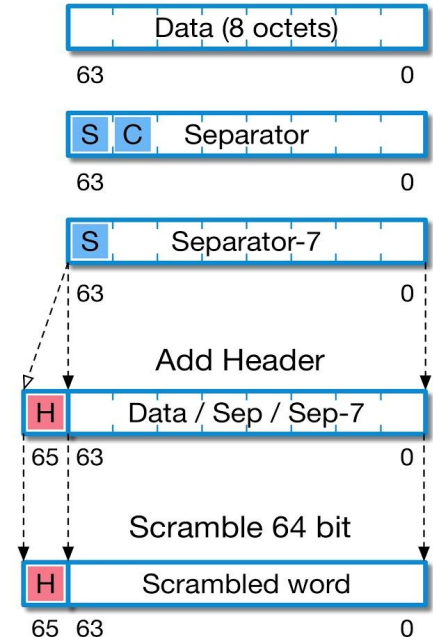 Data (8 octets)
63 0
S C Separator
63 0
S Separator-7
63 0
Add Header
H Data / Sep / Sep-7
65 63 0
Scramble 64 bit
H Scrambled word
65 63 0